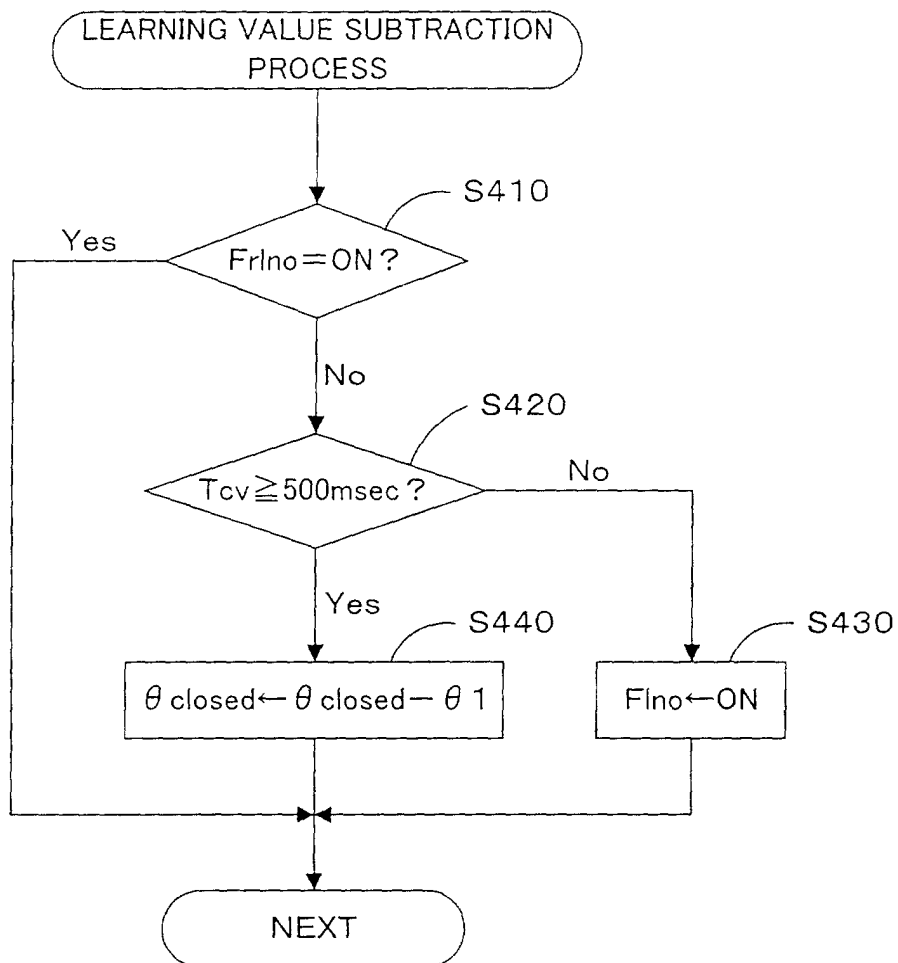 LEARNING VALUE SUBTRACTION
PROCESS
S410
Yes
Frlno=ON?
No
S420
Tcv≧500msec?
No
Yes
S440
S430
θ closed←θ closed−θ 1
Flno←ON
NEXT